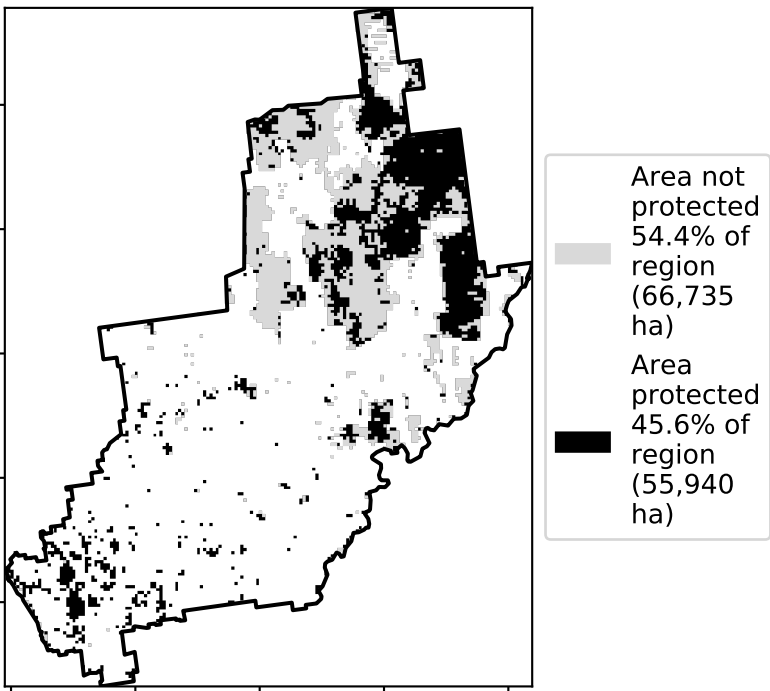 Area not
protected
54.4% of
region
(66,735
ha)
Area
protected
45.6% of
region
(55,940
ha)